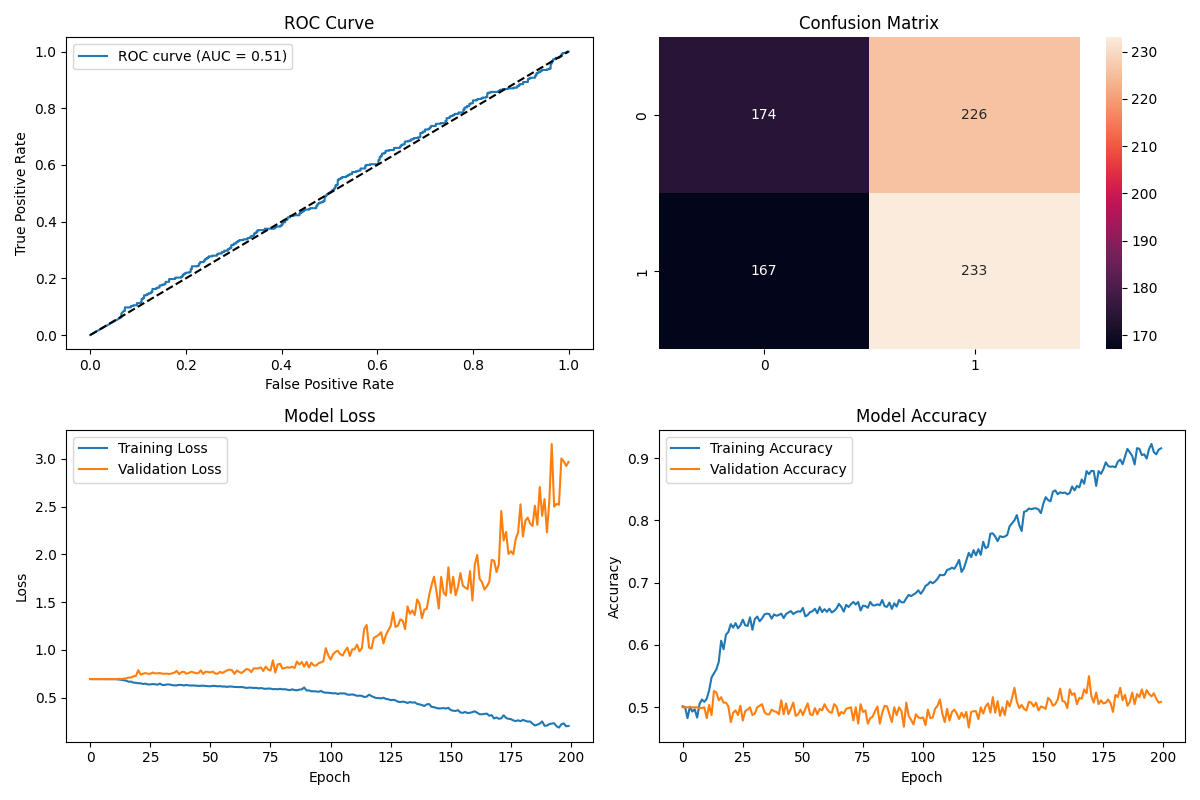 ROC Curve
ROC curve (AUC = 0.51)
1.0
0.8
0.6
0.4
0.2
0.0
True Positive Rate
0.0 0.2 0.4 0.6 0.8 1.0
False Positive Rate
Confusion Matrix
0
1
174 226
167 233
0 1
230
220
210
200
190
180
170
Model Loss
Training Loss
Validation Loss
3.0
2.5
2.0
1.5
1.0
0.5
Loss
0 25 50 75 100 125 150 175 200
Epoch
Model Accuracy
Training Accuracy
Validation Accuracy
0.9
0.8
0.7
0.6
0.5
Accuracy
0 25 50 75 100 125 150 175 200
Epoch